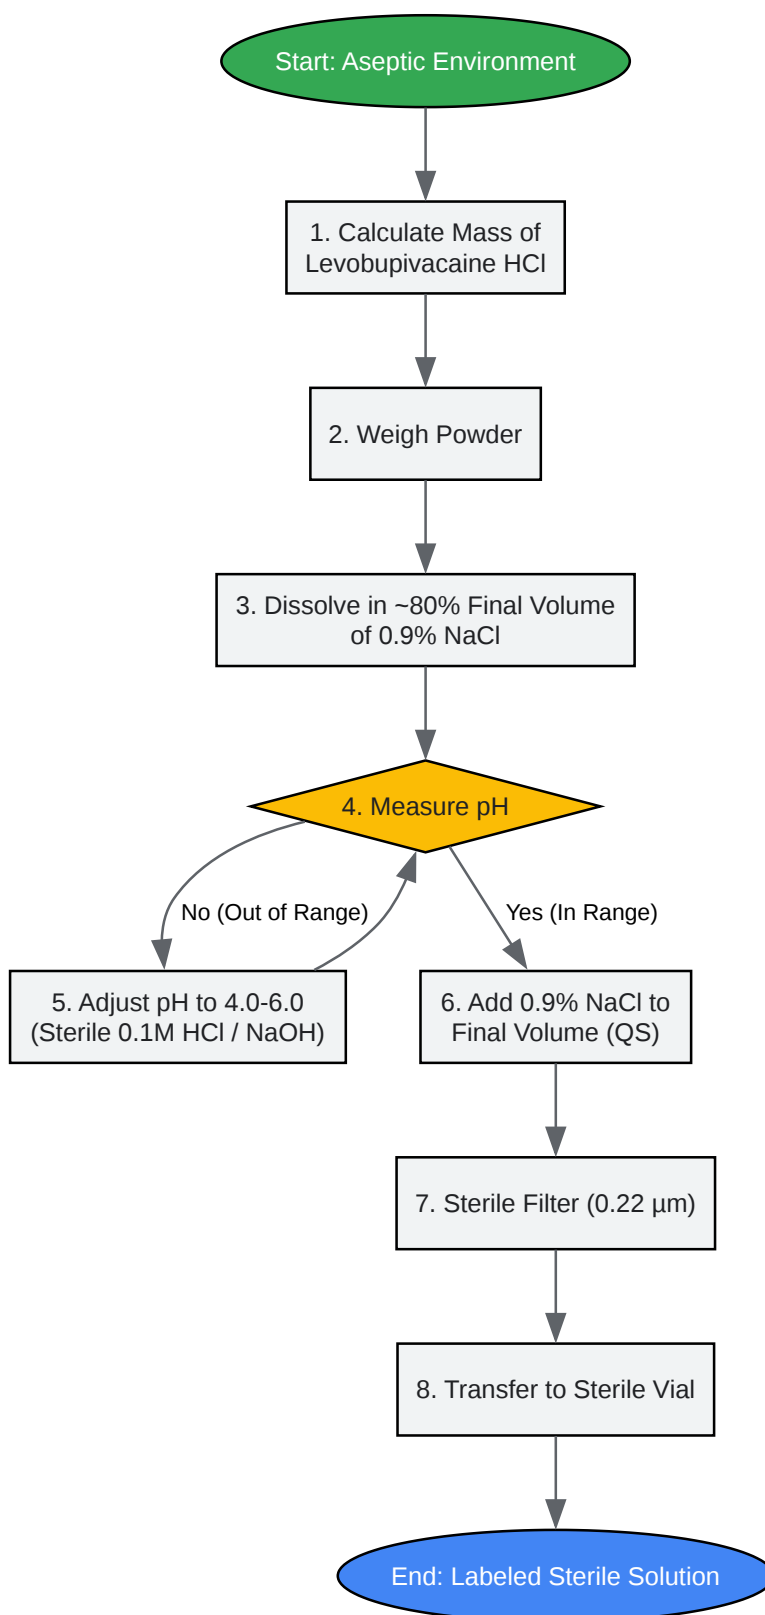 Start: Aseptic Environment
1. Calculate Mass of
Levobupivacaine HCl
2. Weigh Powder
3. Dissolve in ~80% Final Volume
of 0.9% NaCl
4. Measure pH
No (Out of Range)
Yes (In Range)
5. Adjust pH to 4.0-6.0
(Sterile 0.1M HCl / NaOH)
6. Add 0.9% NaCl to
Final Volume (QS)
7. Sterile Filter (0.22 µm)
8. Transfer to Sterile Vial
End: Labeled Sterile Solution